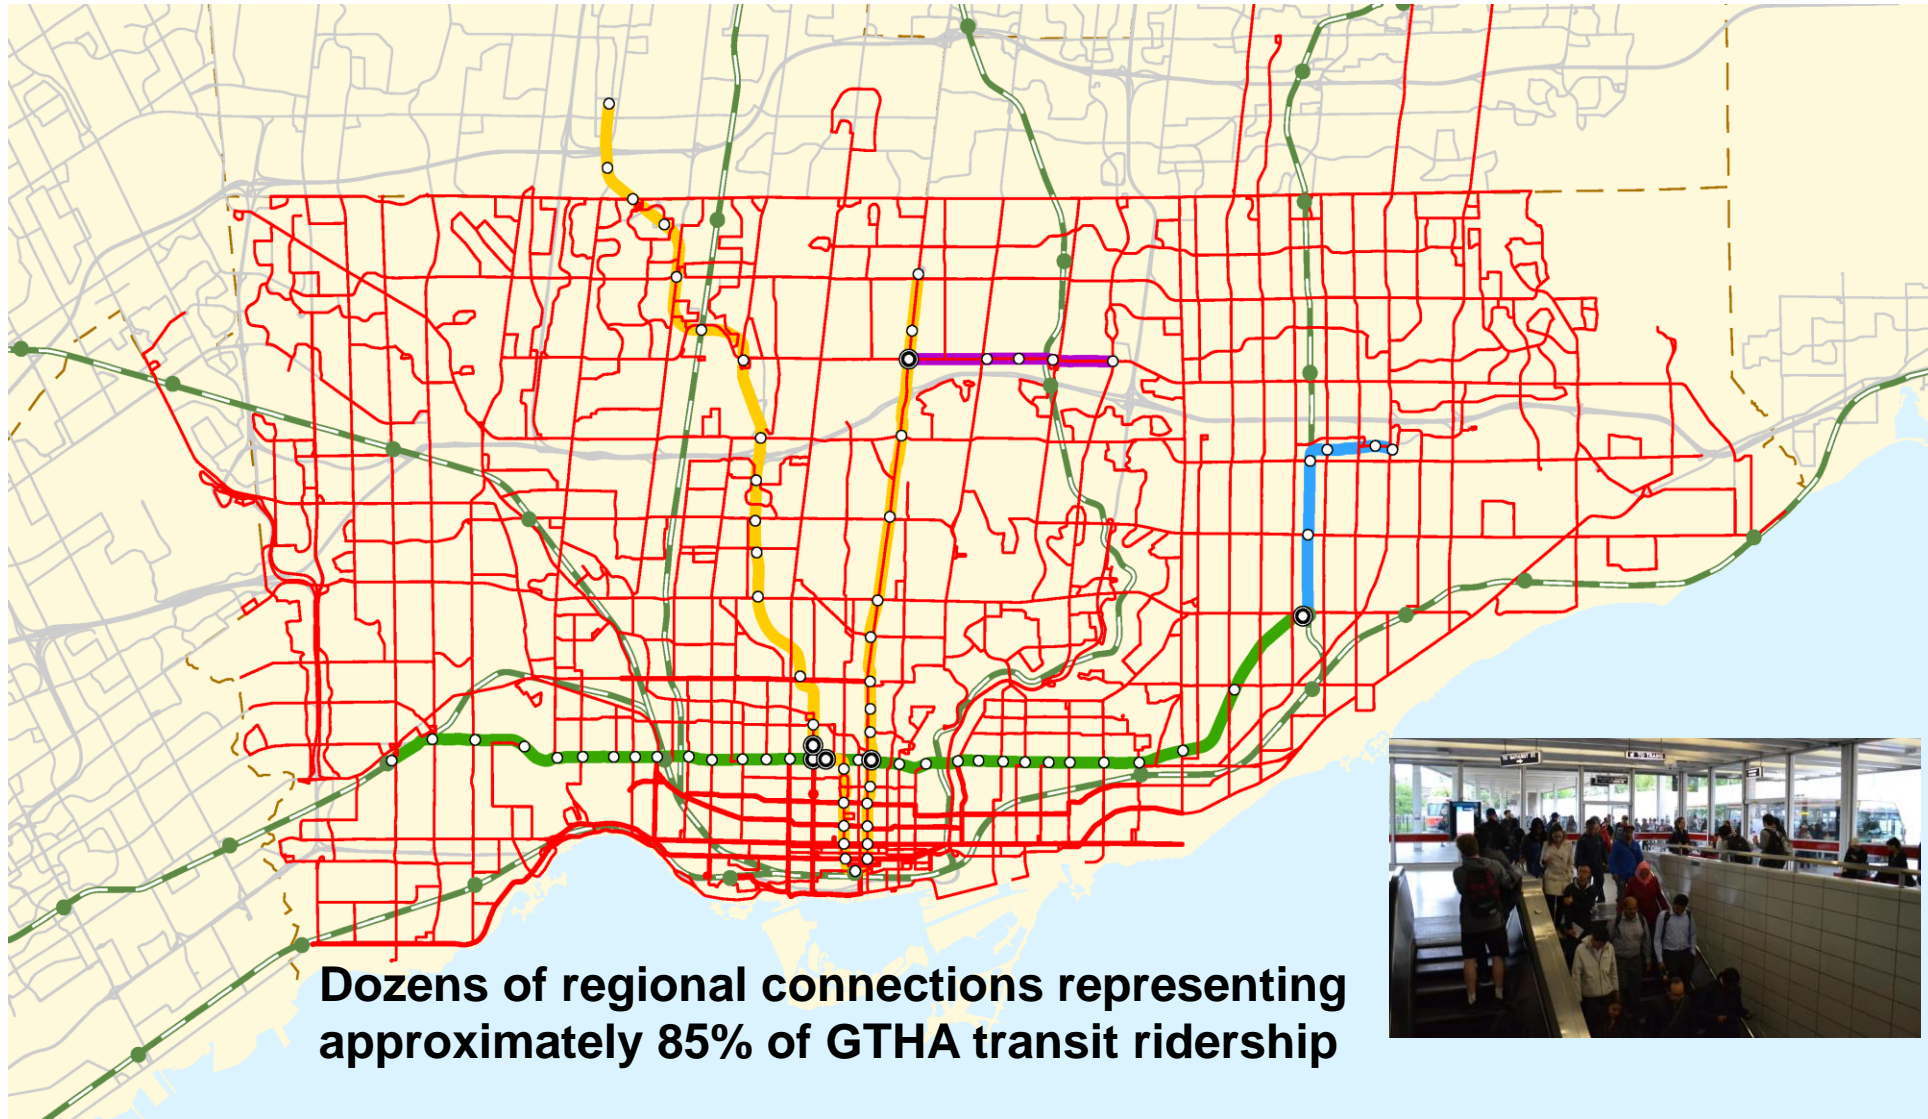 Dozens of regional connections representing
approximately 85% of GTHA transit ridership